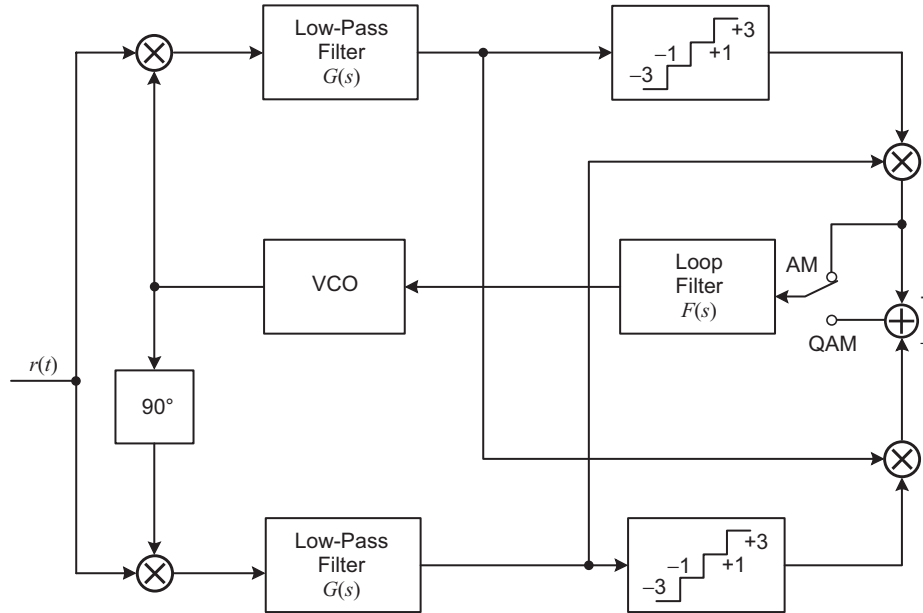 Low-Pass
Filter
G(s)
−3
−1
+1
+3
VCO
Loop
Filter
F(s)
AM
QAM
+
−
r(t)
90°
Low-Pass
Filter
G(s)
−3
−1
+1
+3